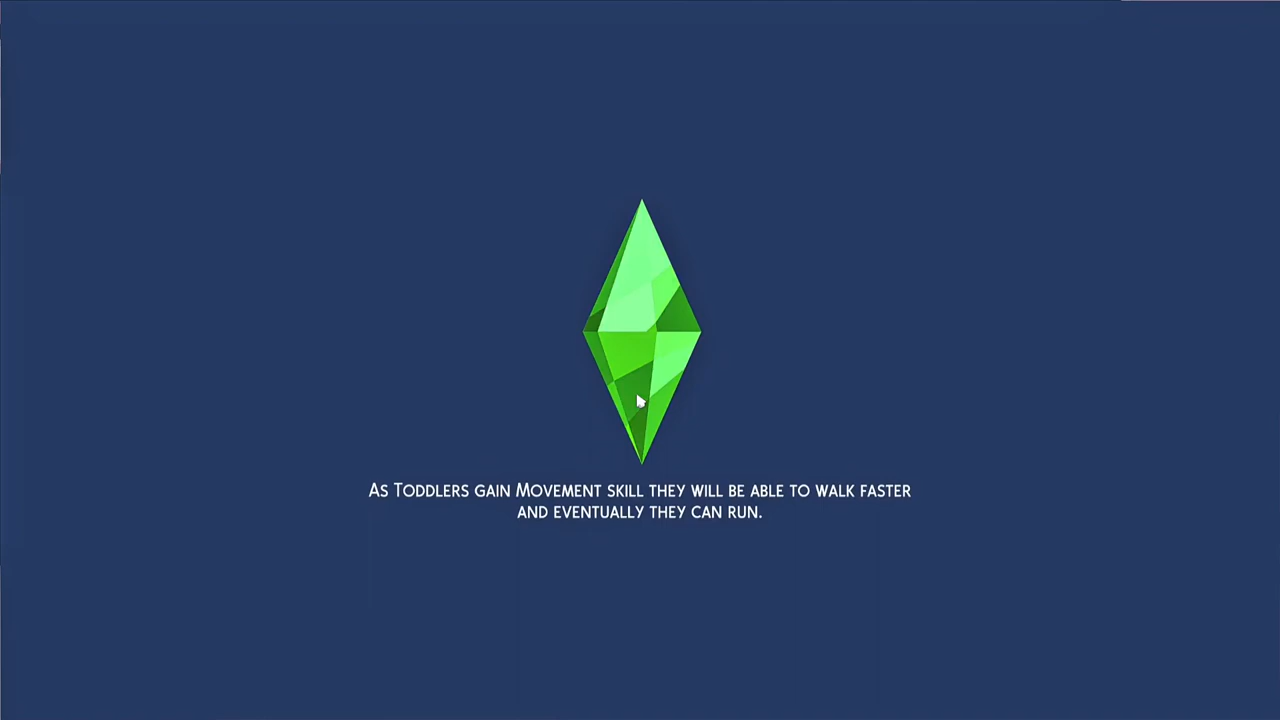 As Toddlers gain Movement skill they will be able to walk faster
and eventually they can run.